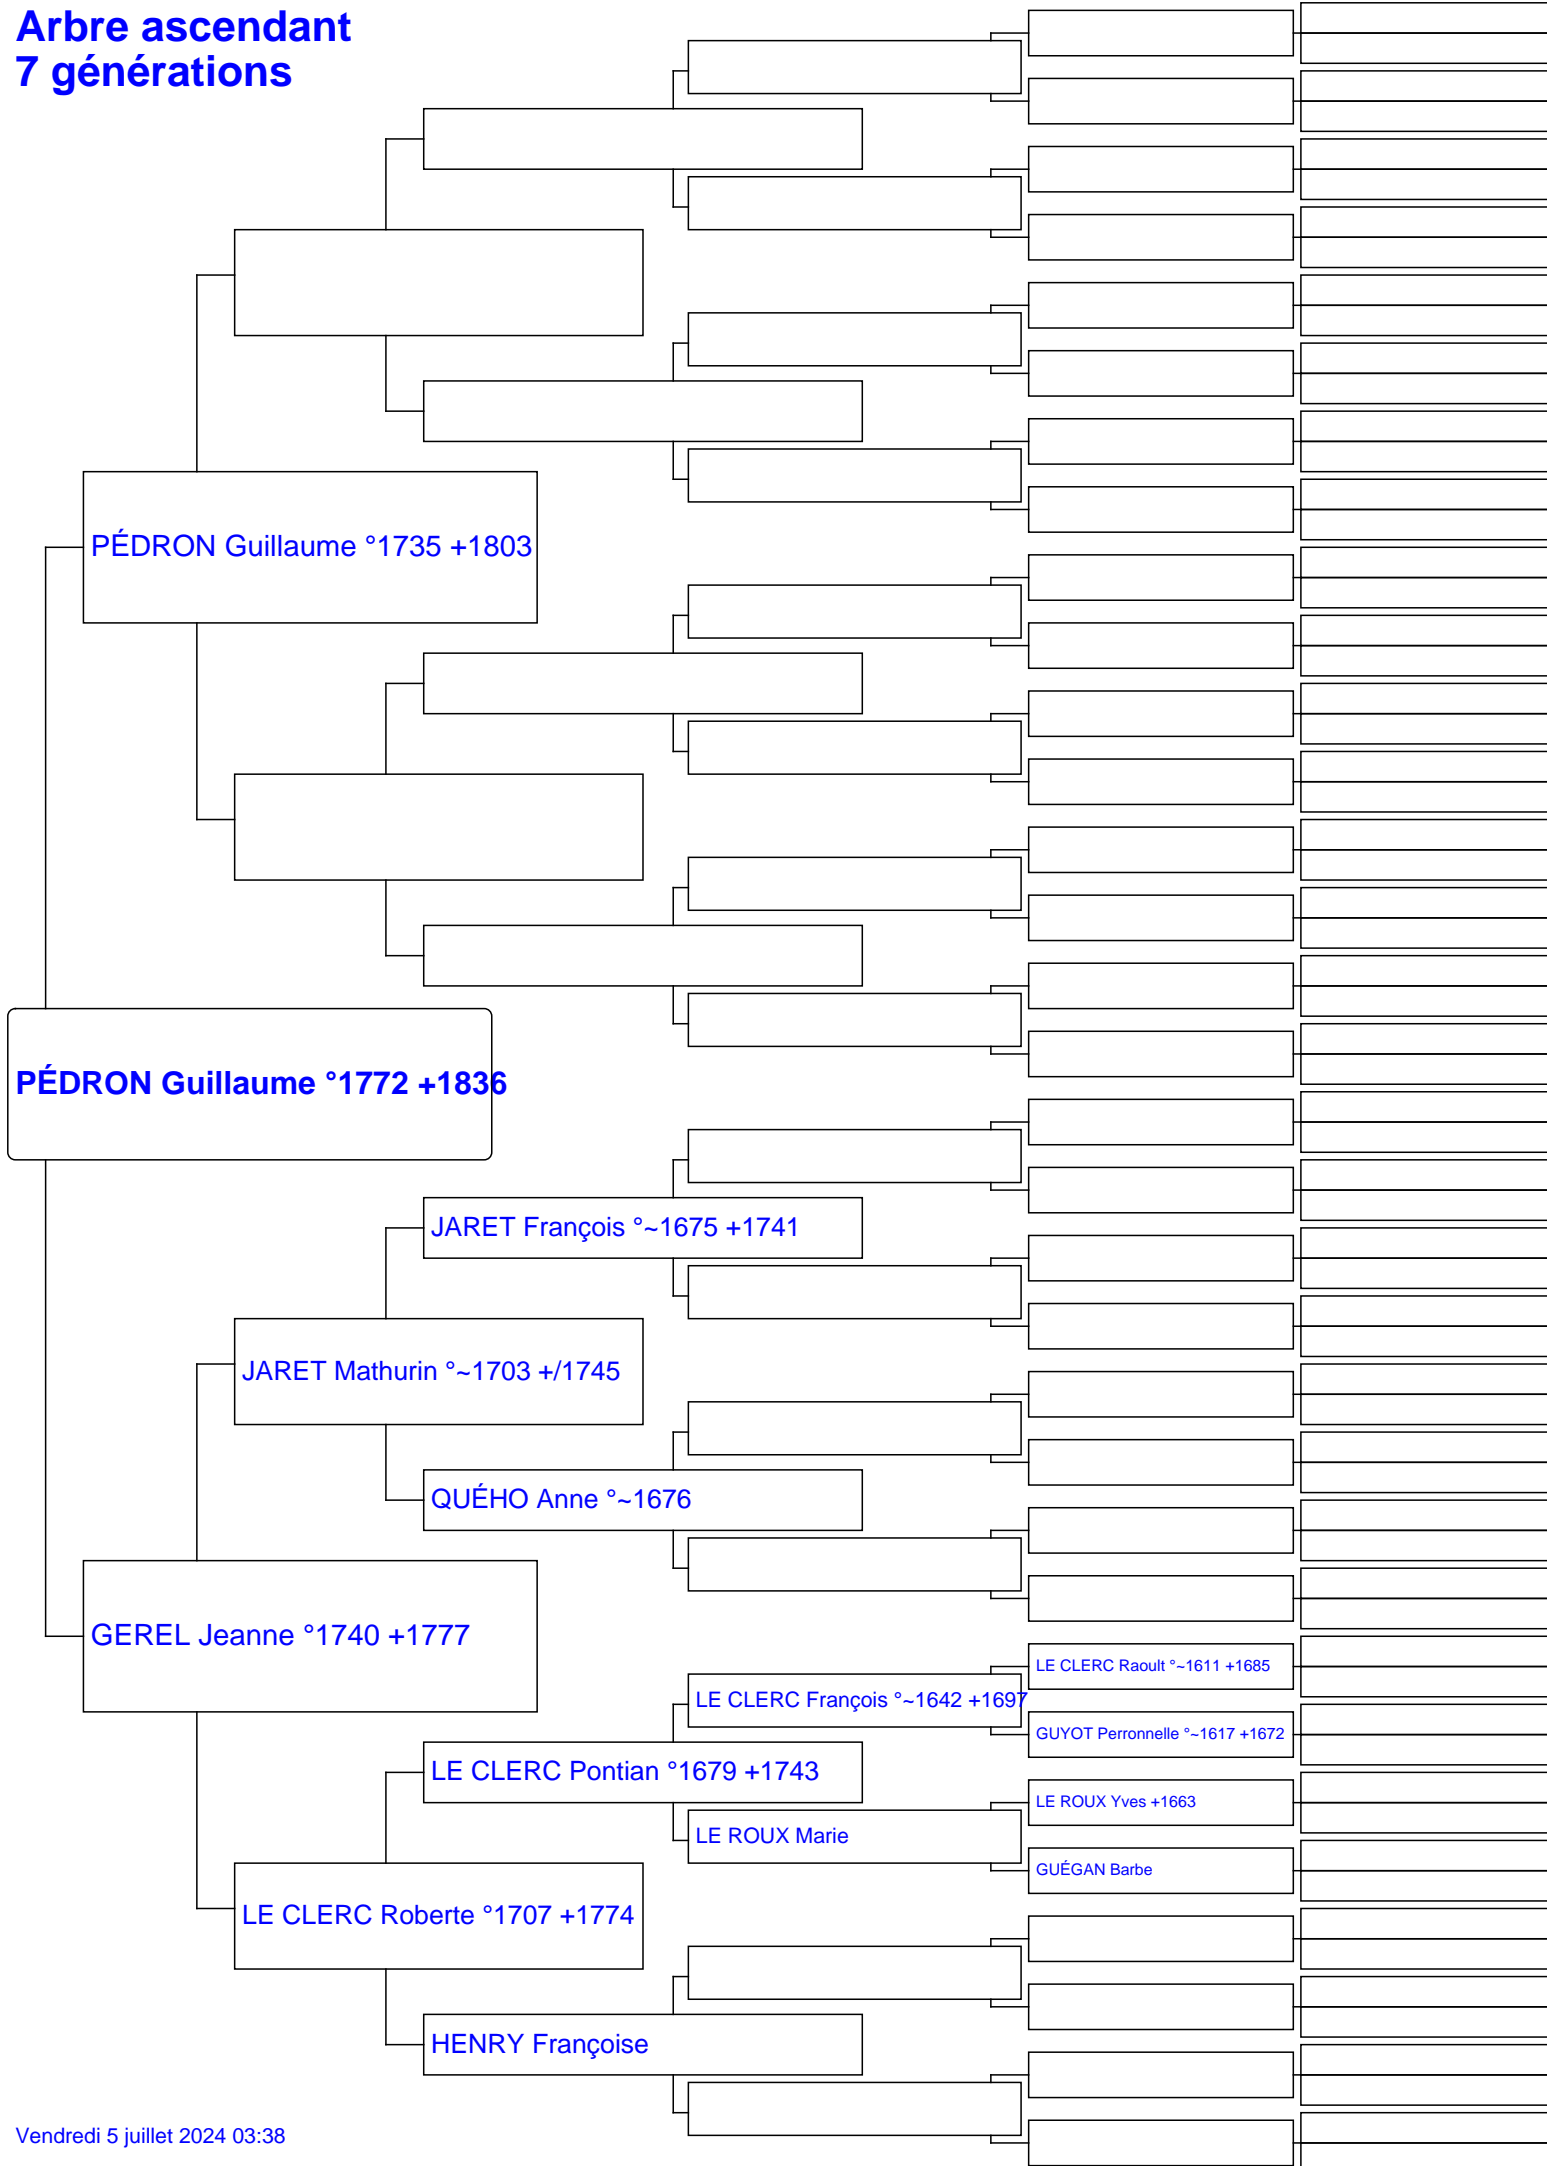 Arbre ascendant
7 générations
PÉDRON Guillaume °1735 +1803
PÉDRON Guillaume °1772 +1836
JARET François °~1675 +1741
JARET Mathurin °~1703 +/1745
QUÉHO Anne °~1676
GEREL Jeanne °1740 +1777
LE CLERC Raoult °~1611 +1685
LE CLERC François °~1642 +1697
GUYOT Perronnelle °~1617 +1672
LE CLERC Pontian °1679 +1743
LE ROUX Yves +1663
LE ROUX Marie
GUÉGAN Barbe
LE CLERC Roberte °1707 +1774
HENRY Françoise
Vendredi 5 juillet 2024 03:38